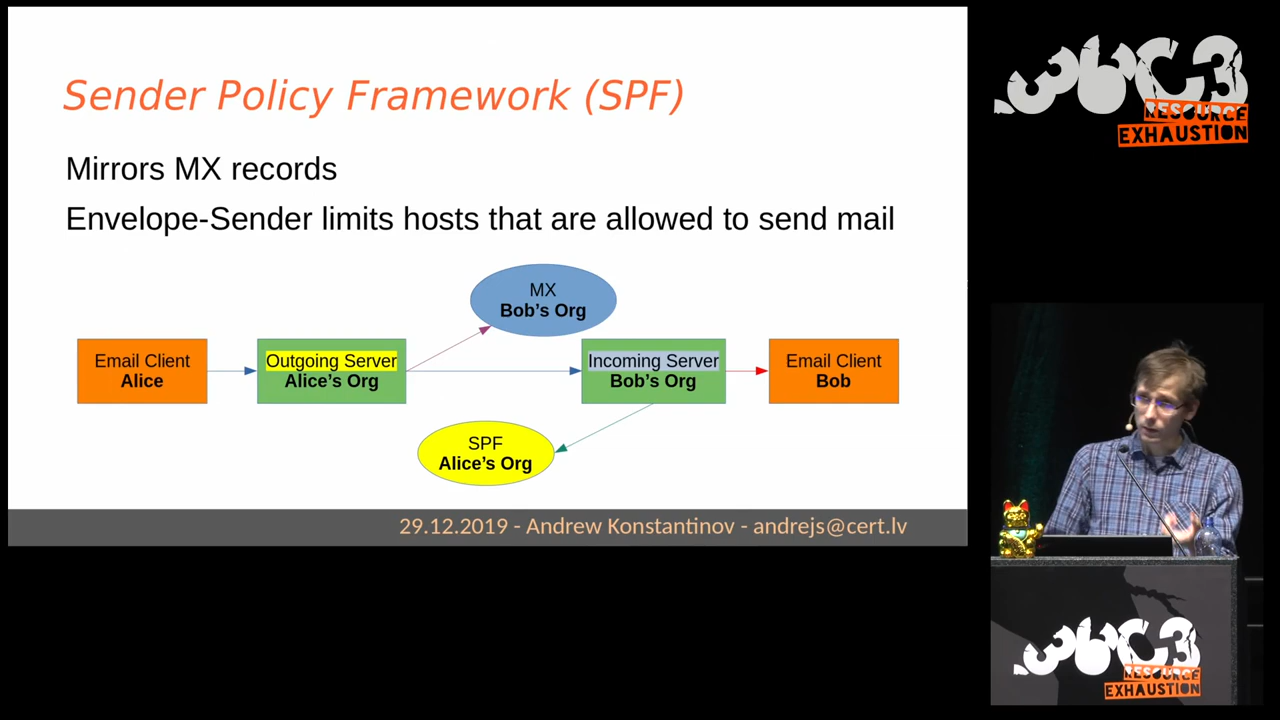 Sender Policy Framework (SPF)
Mirrors MX records
Envelope-Sender limits hosts that are allowed to send mail
MX
Bob's Org
Email Client
Alice
Outgoing Server
Alice's Org
Incoming Server
Bob's Org
Email Client
Bob
SPF
Alice's Org
29.12.2019 - Andrew Konstantinov - andrejs@cert.lv
36C3
RESOURCE
EXHAUSTION
36C3
RESOURCE
EXHAUSTION